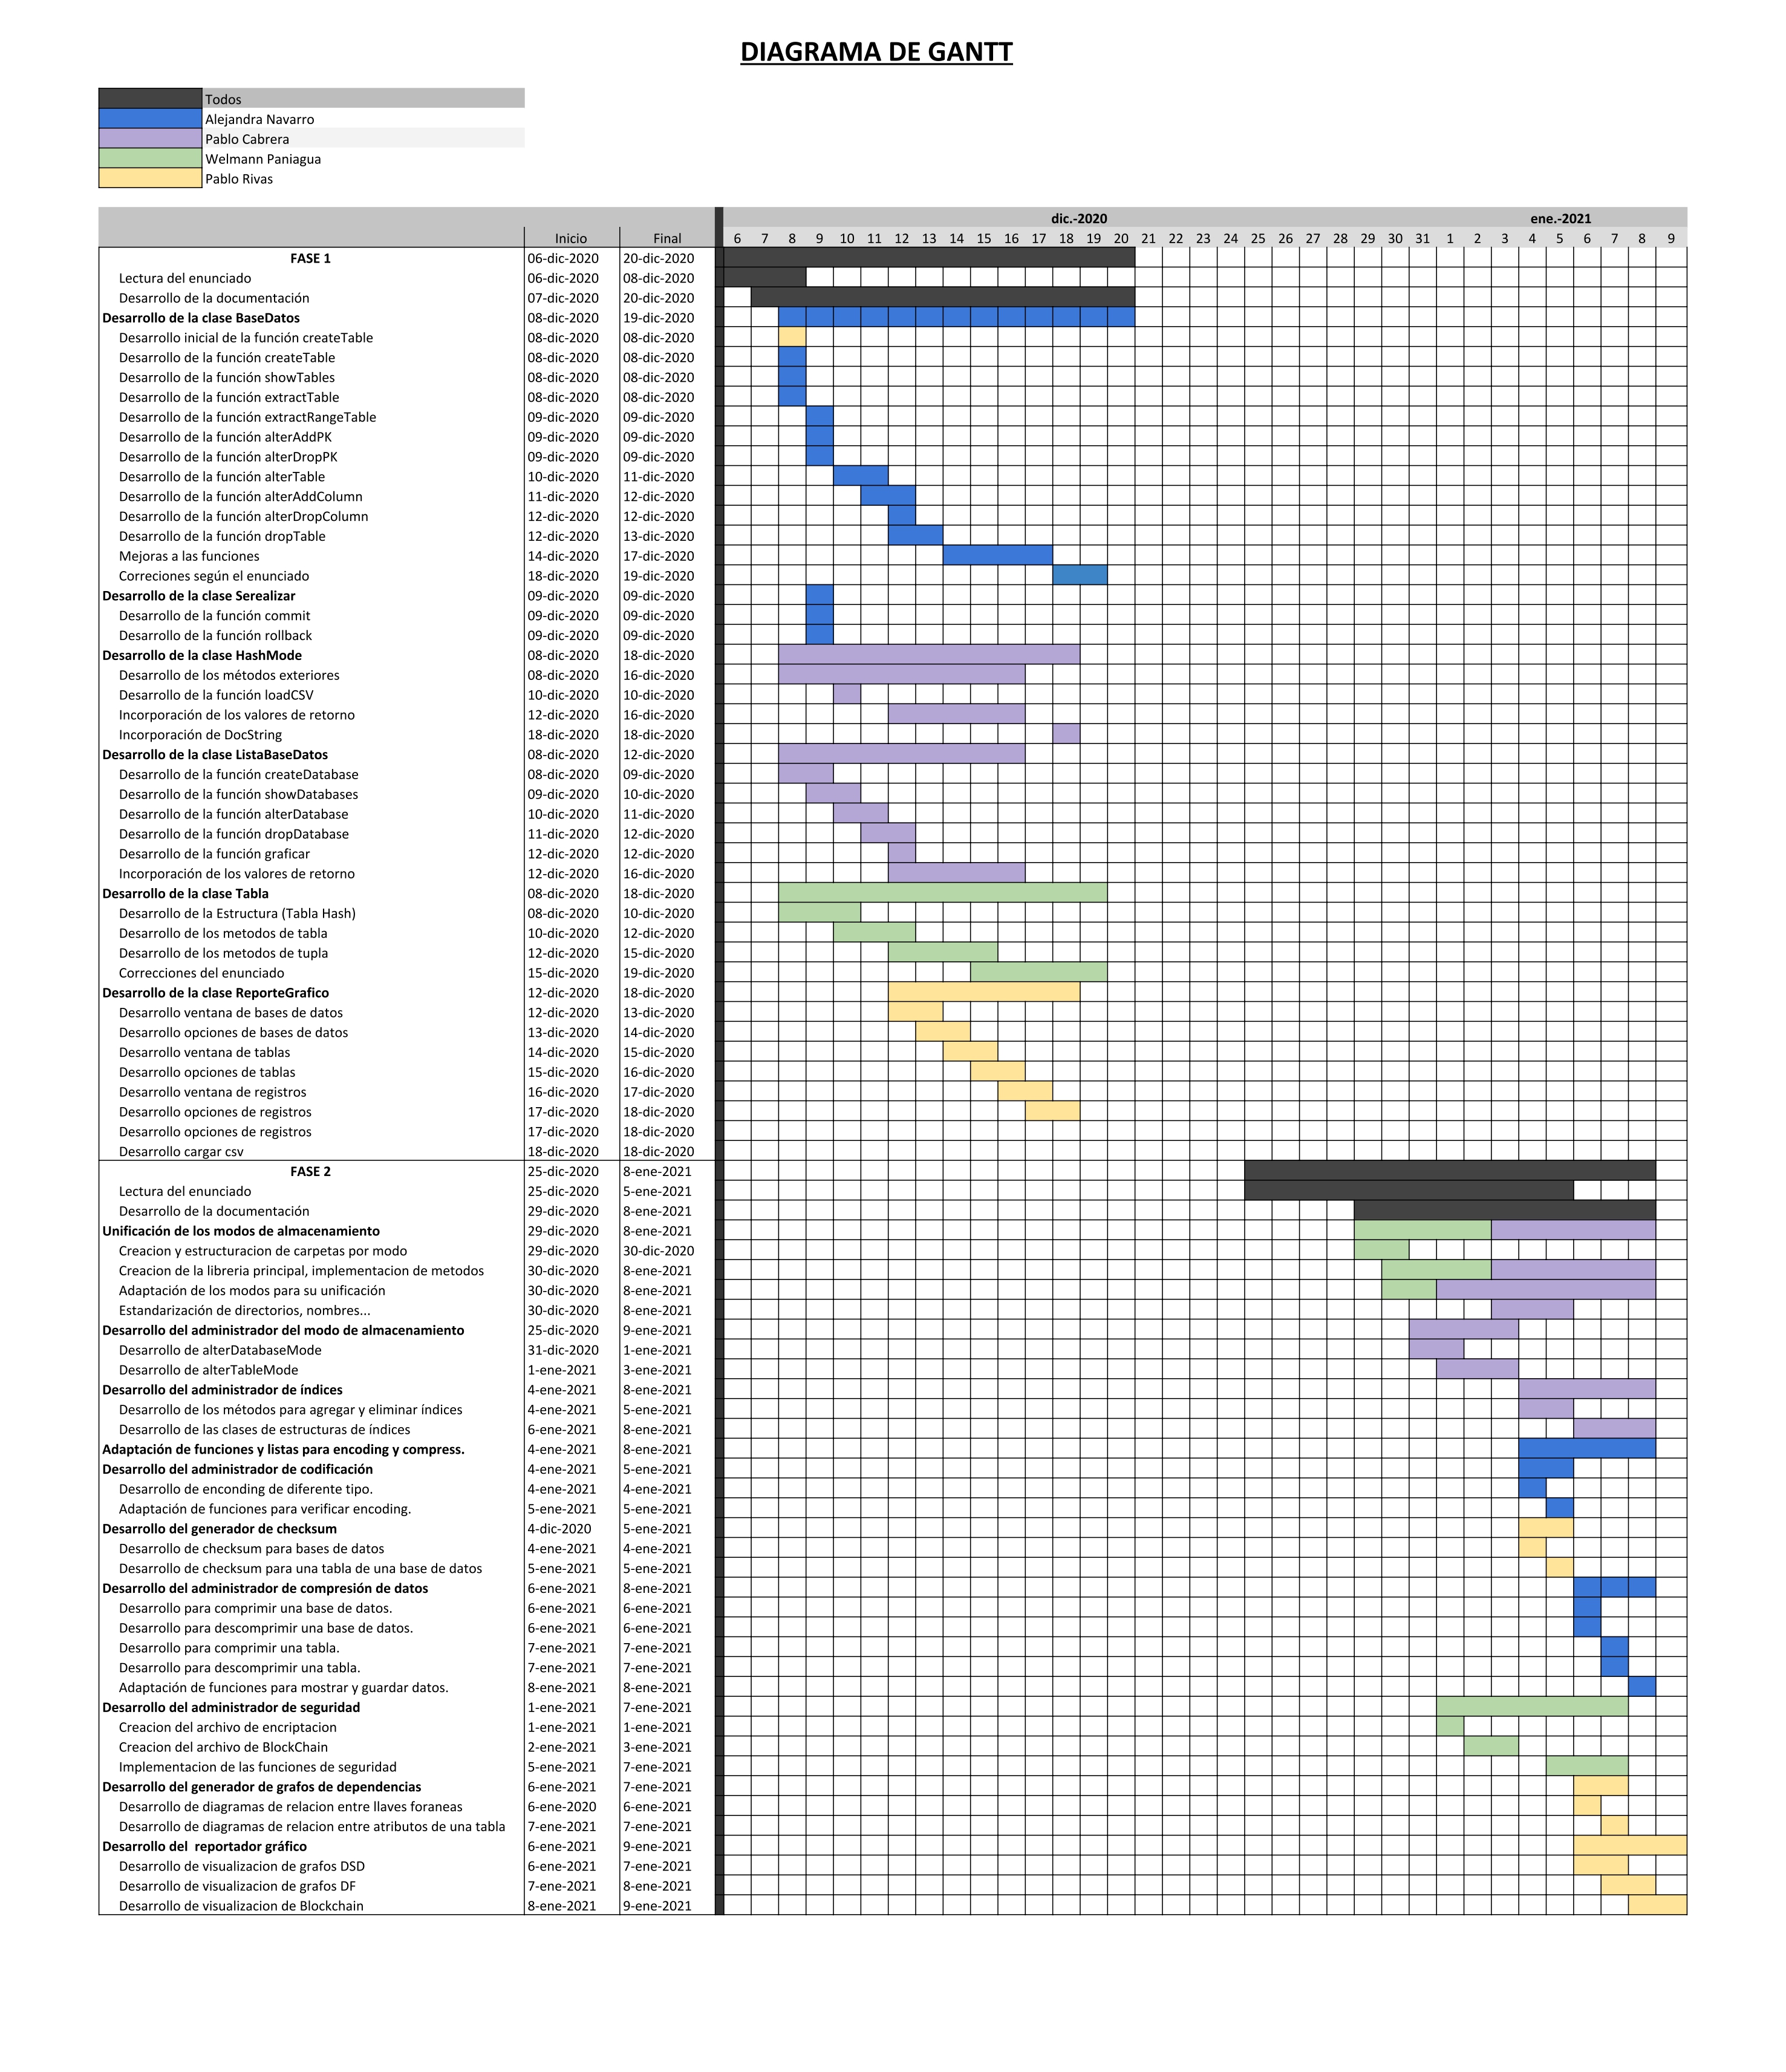 DIAGRAMA DE GANTT
Todos
Alejandra Navarro
Pablo Cabrera
Welmann Paniagua
Pablo Rivas
dic.-2020 ene.-2021
Inicio Final 6 7 8 9 10 11 12 13 14 15 16 17 18 19 20 21 22 23 24 25 26 27 28 29 30 31 1 2 3 4 5 6 7 8 9
FASE 1 06-dic-2020 20-dic-2020
Lectura del enunciado 06-dic-2020 08-dic-2020
Desarrollo de la documentación 07-dic-2020 20-dic-2020
Desarrollo de la clase BaseDatos 08-dic-2020 19-dic-2020
Desarrollo inicial de la función createTable 08-dic-2020 08-dic-2020
Desarrollo de la función createTable 08-dic-2020 08-dic-2020
Desarrollo de la función showTables 08-dic-2020 08-dic-2020
Desarrollo de la función extractTable 08-dic-2020 08-dic-2020
Desarrollo de la función extractRangeTable 09-dic-2020 09-dic-2020
Desarrollo de la función alterAddPK 09-dic-2020 09-dic-2020
Desarrollo de la función alterDropPK 09-dic-2020 09-dic-2020
Desarrollo de la función alterTable 10-dic-2020 11-dic-2020
Desarrollo de la función alterAddColumn 11-dic-2020 12-dic-2020
Desarrollo de la función alterDropColumn 12-dic-2020 12-dic-2020
Desarrollo de la función dropTable 12-dic-2020 13-dic-2020
Mejoras a las funciones 14-dic-2020 17-dic-2020
Correciones según el enunciado 18-dic-2020 19-dic-2020
Desarrollo de la clase Serealizar 09-dic-2020 09-dic-2020
Desarrollo de la función commit 09-dic-2020 09-dic-2020
Desarrollo de la función rollback 09-dic-2020 09-dic-2020
Desarrollo de la clase HashMode 08-dic-2020 18-dic-2020
Desarrollo de los métodos exteriores 08-dic-2020 16-dic-2020
Desarrollo de la función loadCSV 10-dic-2020 10-dic-2020
Incorporación de los valores de retorno 12-dic-2020 16-dic-2020
Incorporación de DocString 18-dic-2020 18-dic-2020
Desarrollo de la clase ListaBaseDatos 08-dic-2020 12-dic-2020
Desarrollo de la función createDatabase 08-dic-2020 09-dic-2020
Desarrollo de la función showDatabases 09-dic-2020 10-dic-2020
Desarrollo de la función alterDatabase 10-dic-2020 11-dic-2020
Desarrollo de la función dropDatabase 11-dic-2020 12-dic-2020
Desarrollo de la función graficar 12-dic-2020 12-dic-2020
Incorporación de los valores de retorno 12-dic-2020 16-dic-2020
Desarrollo de la clase Tabla 08-dic-2020 18-dic-2020
Desarrollo de la Estructura (Tabla Hash) 08-dic-2020 10-dic-2020
Desarrollo de los metodos de tabla 10-dic-2020 12-dic-2020
Desarrollo de los metodos de tupla 12-dic-2020 15-dic-2020
Correcciones del enunciado 15-dic-2020 19-dic-2020
Desarrollo de la clase ReporteGrafico 12-dic-2020 18-dic-2020
Desarrollo ventana de bases de datos 12-dic-2020 13-dic-2020
Desarrollo opciones de bases de datos 13-dic-2020 14-dic-2020
Desarrollo ventana de tablas 14-dic-2020 15-dic-2020
Desarrollo opciones de tablas 15-dic-2020 16-dic-2020
Desarrollo ventana de registros 16-dic-2020 17-dic-2020
Desarrollo opciones de registros 17-dic-2020 18-dic-2020
Desarrollo opciones de registros 17-dic-2020 18-dic-2020
Desarrollo cargar csv 18-dic-2020 18-dic-2020
FASE 2 25-dic-2020 8-ene-2021
Lectura del enunciado 25-dic-2020 5-ene-2021
Desarrollo de la documentación 29-dic-2020 8-ene-2021
Unificación de los modos de almacenamiento 29-dic-2020 8-ene-2021
Creacion y estructuracion de carpetas por modo 29-dic-2020 30-dic-2020
Creacion de la libreria principal, implementacion de metodos 30-dic-2020 8-ene-2021
Adaptación de los modos para su unificación 30-dic-2020 8-ene-2021
Estandarización de directorios, nombres... 30-dic-2020 8-ene-2021
Desarrollo del administrador del modo de almacenamiento 25-dic-2020 9-ene-2021
Desarrollo de alterDatabaseMode 31-dic-2020 1-ene-2021
Desarrollo de alterTableMode 1-ene-2021 3-ene-2021
Desarrollo del administrador de índices 4-ene-2021 8-ene-2021
Desarrollo de los métodos para agregar y eliminar índices 4-ene-2021 5-ene-2021
Desarrollo de las clases de estructuras de índices 6-ene-2021 8-ene-2021
Adaptación de funciones y listas para encoding y compress. 4-ene-2021 8-ene-2021
Desarrollo del administrador de codificación 4-ene-2021 5-ene-2021
Desarrollo de enconding de diferente tipo. 4-ene-2021 4-ene-2021
Adaptación de funciones para verificar encoding. 5-ene-2021 5-ene-2021
Desarrollo del generador de checksum 4-dic-2020 5-ene-2021
Desarrollo de checksum para bases de datos 4-ene-2021 4-ene-2021
Desarrollo de checksum para una tabla de una base de datos 5-ene-2021 5-ene-2021
Desarrollo del administrador de compresión de datos 6-ene-2021 8-ene-2021
Desarrollo para comprimir una base de datos. 6-ene-2021 6-ene-2021
Desarrollo para descomprimir una base de datos. 6-ene-2021 6-ene-2021
Desarrollo para comprimir una tabla. 7-ene-2021 7-ene-2021
Desarrollo para descomprimir una tabla. 7-ene-2021 7-ene-2021
Adaptación de funciones para mostrar y guardar datos. 8-ene-2021 8-ene-2021
Desarrollo del administrador de seguridad 1-ene-2021 7-ene-2021
Creacion del archivo de encriptacion 1-ene-2021 1-ene-2021
Creacion del archivo de BlockChain 2-ene-2021 3-ene-2021
Implementacion de las funciones de seguridad 5-ene-2021 7-ene-2021
Desarrollo del generador de grafos de dependencias 6-ene-2021 7-ene-2021
Desarrollo de diagramas de relacion entre llaves foraneas 6-ene-2020 6-ene-2021
Desarrollo de diagramas de relacion entre atributos de una tabla 7-ene-2021 7-ene-2021
Desarrollo del reportador gráfico 6-ene-2021 9-ene-2021
Desarrollo de visualizacion de grafos DSD 6-ene-2021 7-ene-2021
Desarrollo de visualizacion de grafos DF 7-ene-2021 8-ene-2021
Desarrollo de visualizacion de Blockchain 8-ene-2021 9-ene-2021